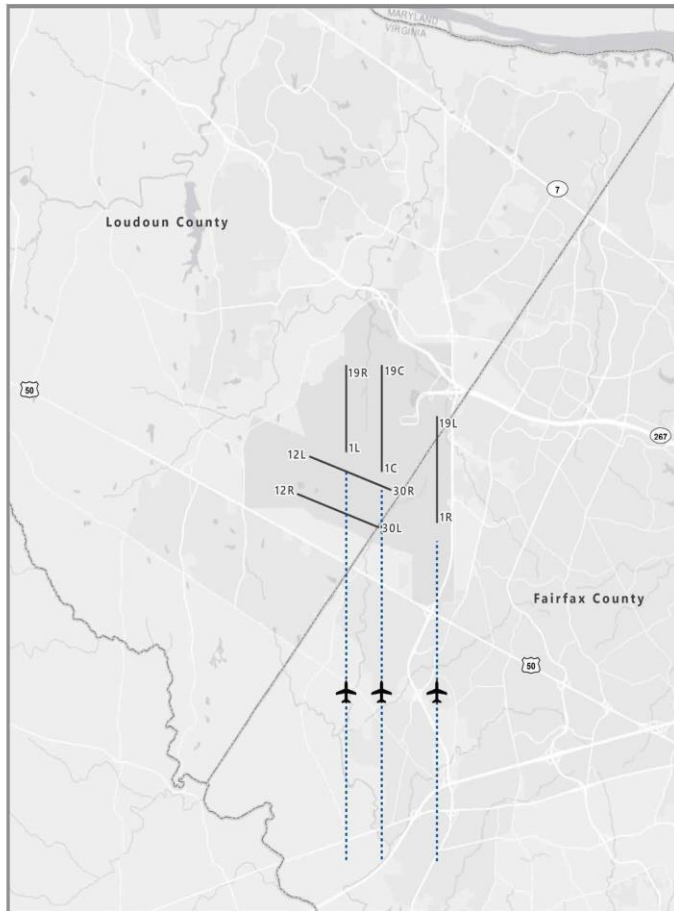 MARYLAND
VIRGINIA
7
Loudoun County
50
19R
19C
19L
267
1L
12L
1C
12R
30R
1R
30L
Fairfax County
50